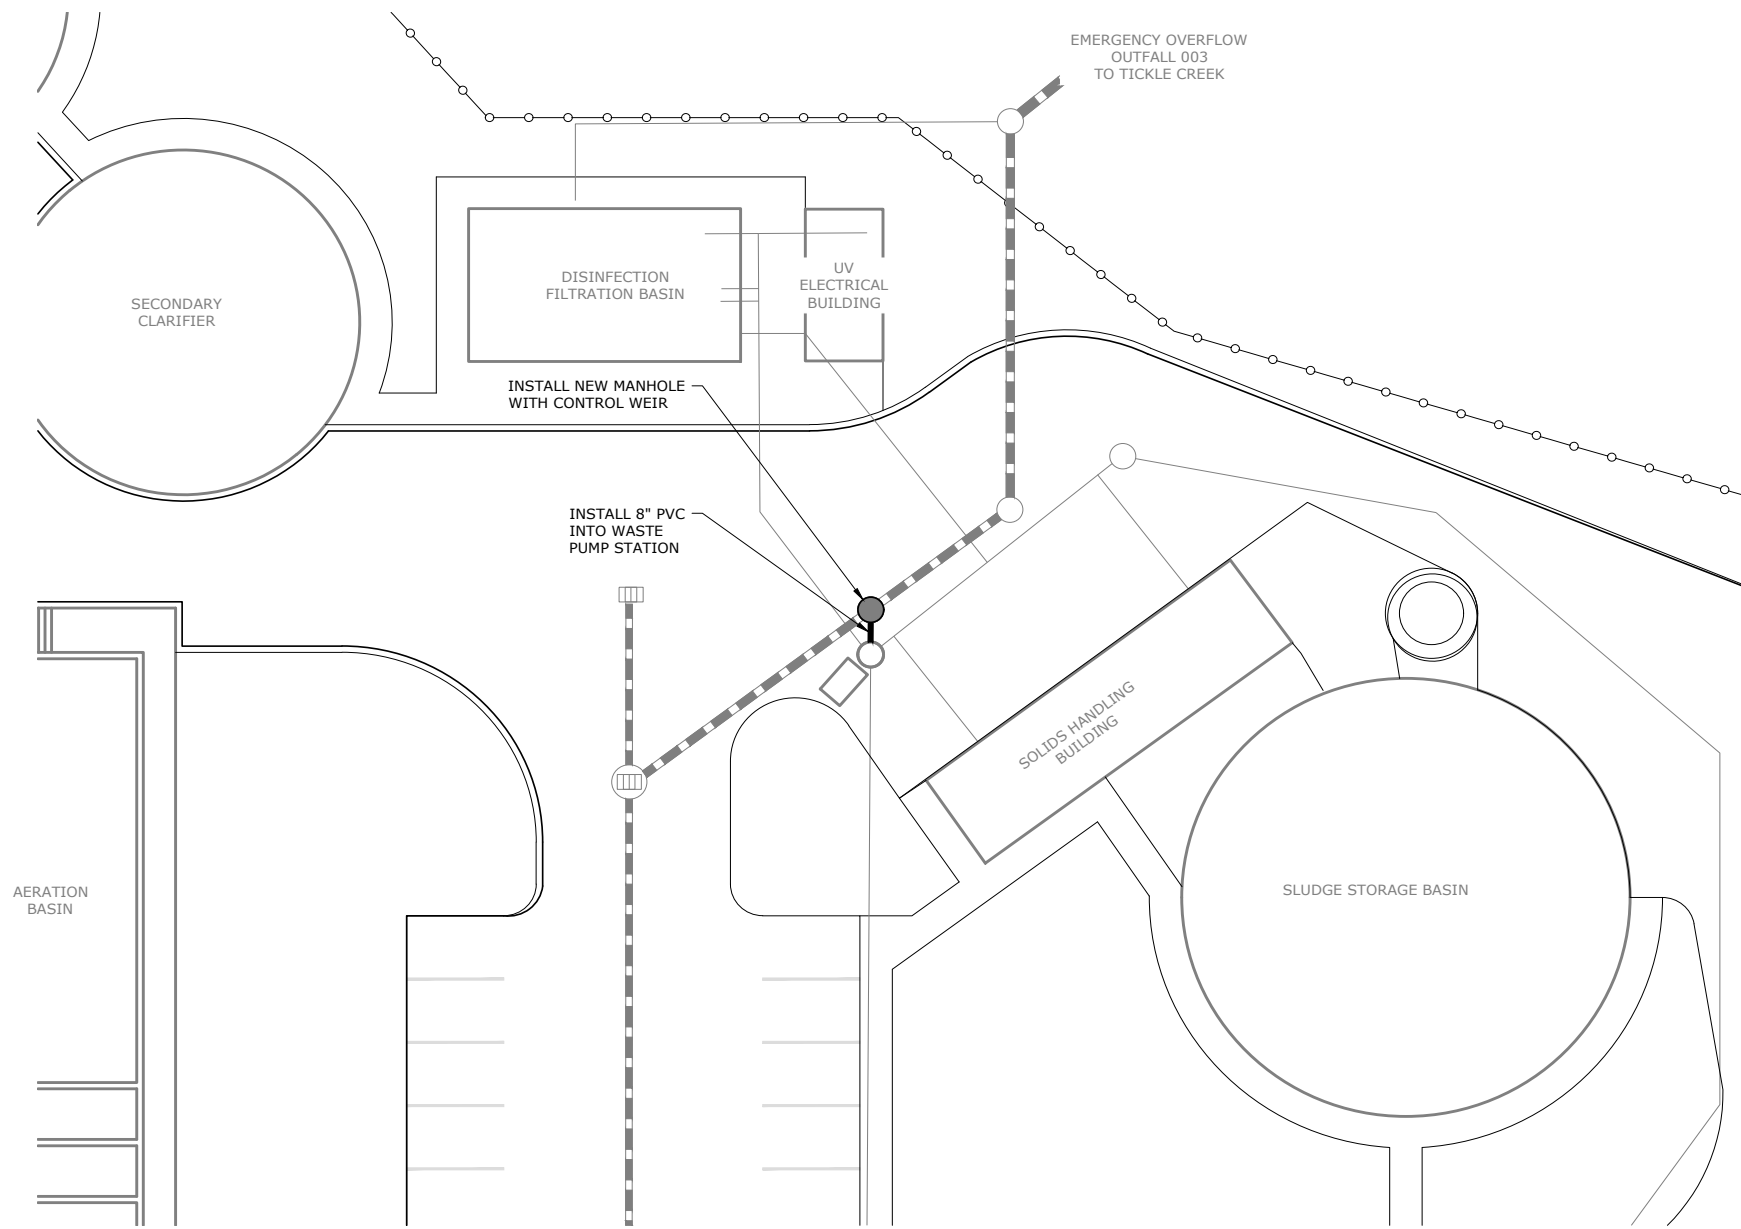 EMERGENCY OVERFLOW
OUTFALL 003
TO TICKLE CREEK
SECONDARY
CLARIFIER
DISINFECTION
FILTRATION BASIN
UV
ELECTRICAL
BUILDING
INSTALL NEW MANHOLE
WITH CONTROL WEIR
INSTALL 8" PVC
INTO WASTE
PUMP STATION
SOLIDS HANDLING
BUILDING
AERATION
BASIN
SLUDGE STORAGE BASIN